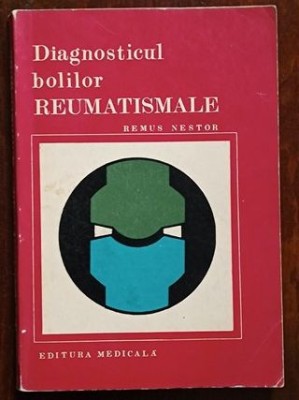 Diagnosticul
bolilor
REUMATISMALE
REMUS NESTOR
EDITURA MEDICALĂ